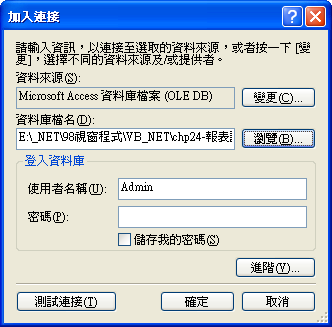 加入連接
請輸入資訊，以連接至選取的資料來源，或者按一下 [變
更]，選擇不同的資料來源及/或提供者。
資料來源(S):
Microsoft Access 資料庫檔案 (OLE DB)
變更(C)...
資料庫檔名(D):
E:\_NET\98視窗程式\VB_NET\chp24-報表
瀏覽(B)...
登入資料庫
使用者名稱(U):
Admin
密碼(P):
儲存我的密碼(S)
進階(V)...
測試連接(T)
確定
取消